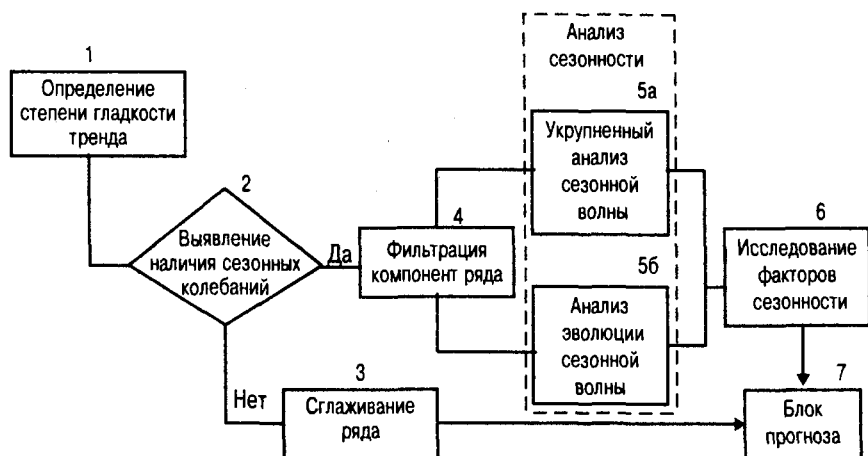 1
Определение
степени гладкости
тренда
2
Выявление
наличия сезонных
колебаний
Да
Нет
3
Сглаживание
ряда
4
Фильтрация
компонент ряда
Анализ
сезонности
5а
Укрупненный
анализ
сезонной
волны
5б
Анализ
эволюции
сезонной
волны
6
Исследование
факторов
сезонности
7
Блок
прогноза